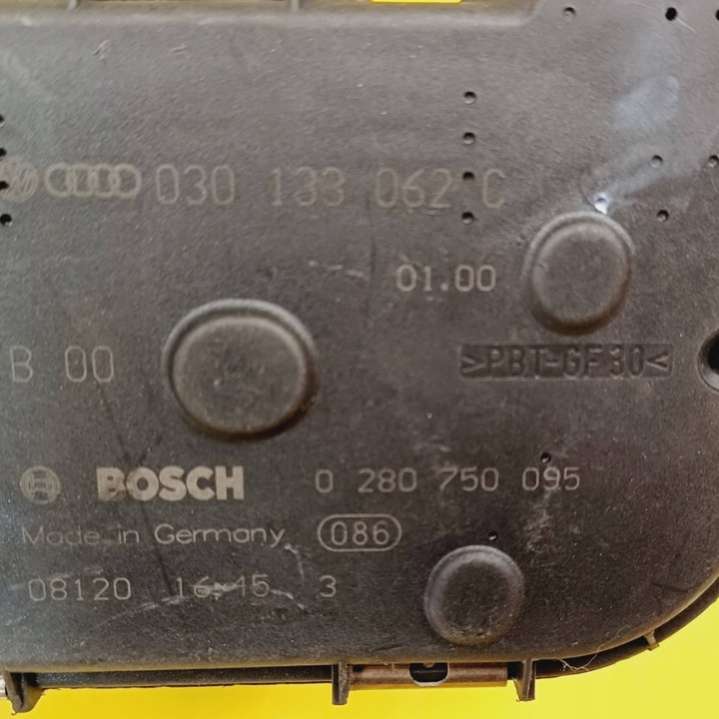 030 133 062 C
01.00
B 00
>PBT-GF30<
BOSCH 0 280 750 095
Made in Germany 086
08120 16:45 3